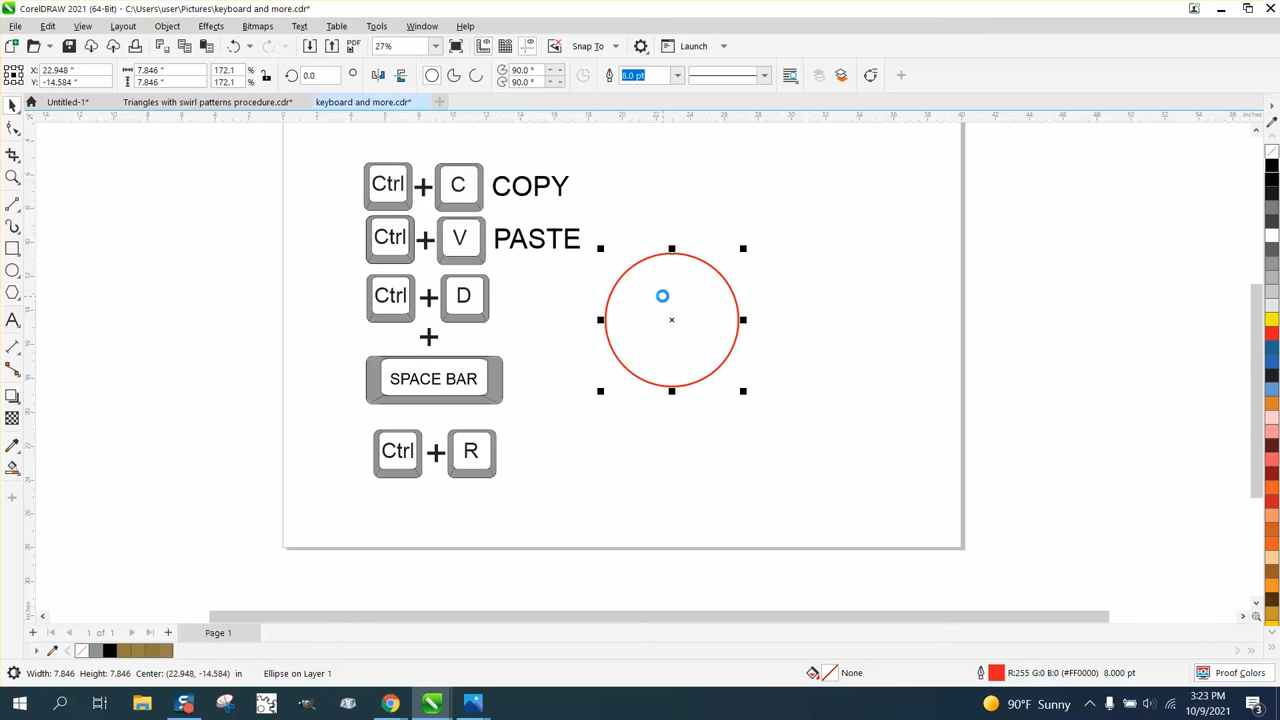 CorelDRAW 2021 (64-Bit) - C:\Users\user\Pictures\keyboard and more.cdr*
File Edit View Layout Object Effects Bitmaps Text Table Tools Window Help
PDF 27% Snap To Launch
X: 22.948 " 7.846 " 172.1 % 0.0 90.0 ° 8.0 pt
Y: -14.584 " 7.846 " 172.1 % 90.0 °
Untitled-1* Triangles with swirl patterns procedure.cdr* keyboard and more.cdr*
inches
Ctrl + C COPY
Ctrl + V PASTE
Ctrl + D
+
SPACE BAR
Ctrl + R
1 of 1 Page 1
Width: 7.846 Height: 7.846 Center: (22.948, -14.584) in Ellipse on Layer 1 None R:255 G:0 B:0 (#FF0000) 8.000 pt Proof Colors
90°F Sunny 3:23 PM
10/9/2021 3